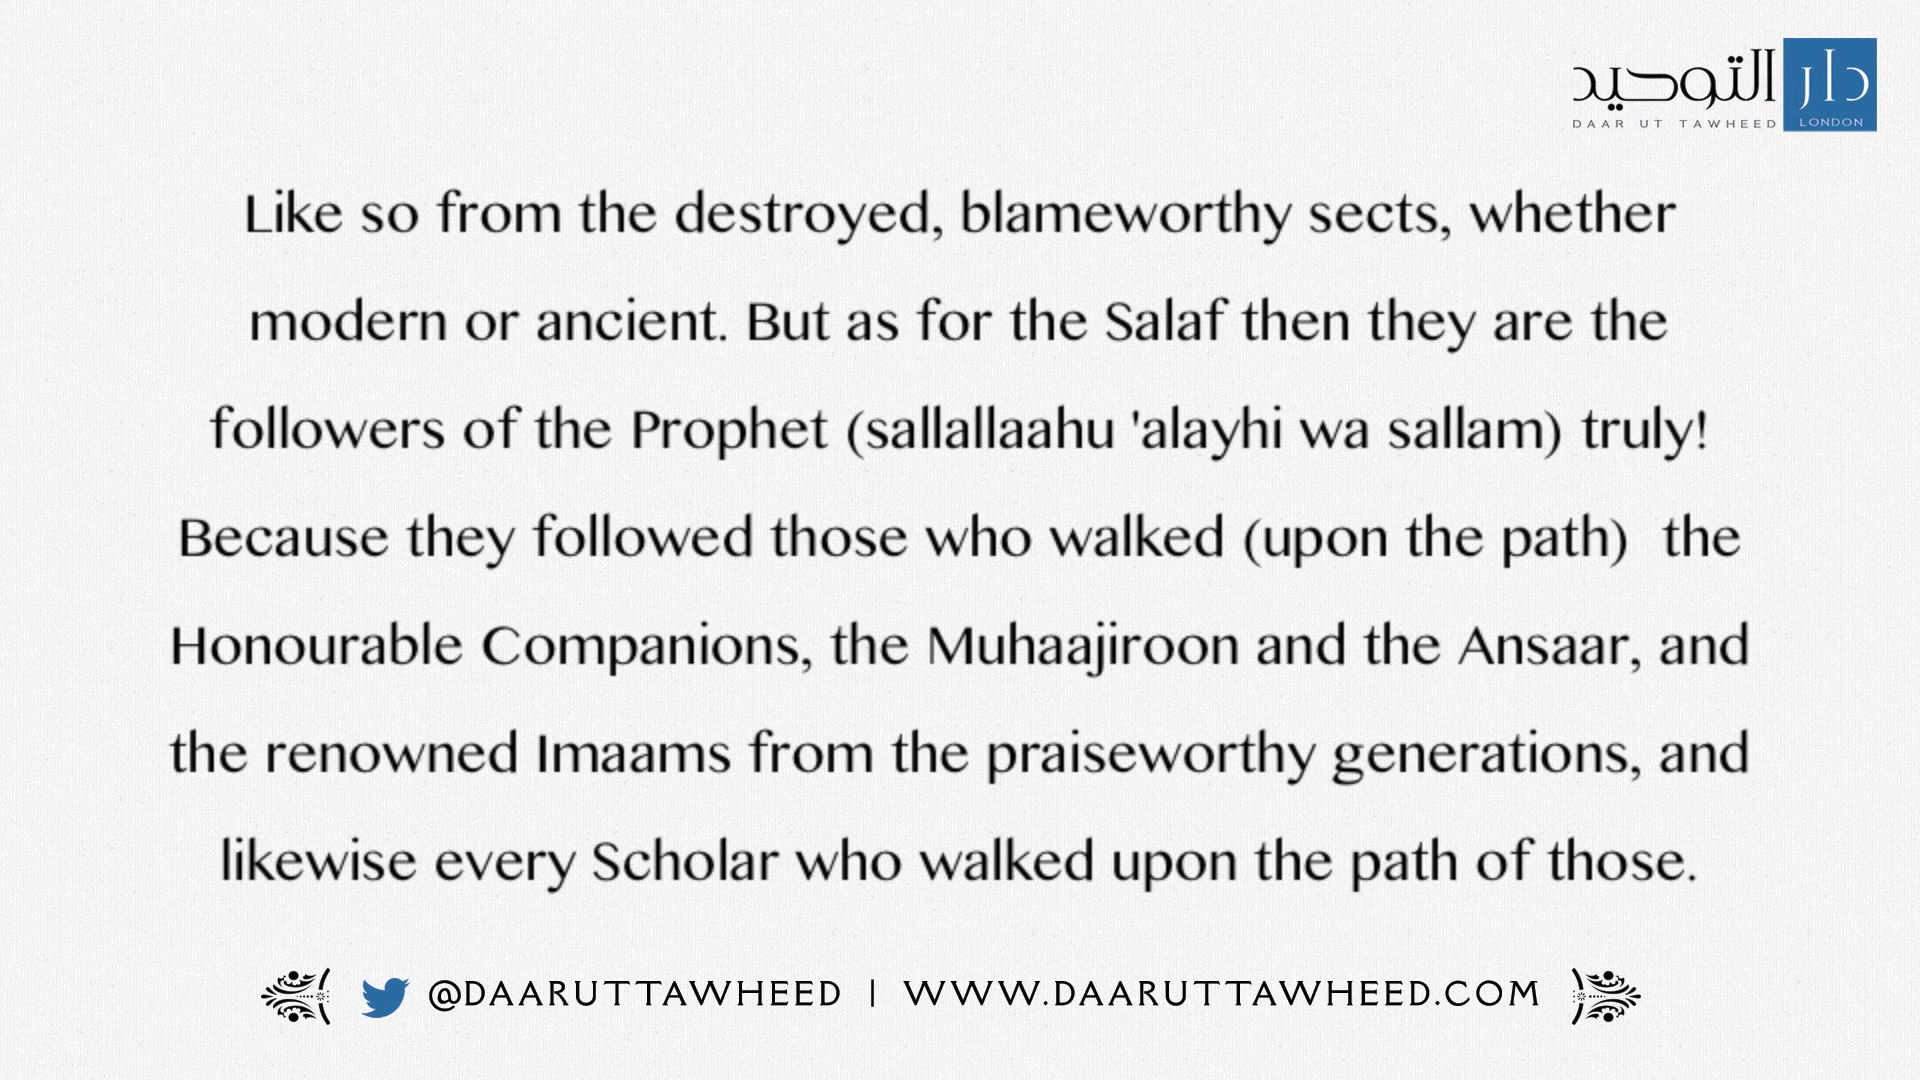 التوحيد دار
DAAR UT TAWHEED LONDON
Like so from the destroyed, blameworthy sects, whether
modern or ancient. But as for the Salaf then they are the
followers of the Prophet (sallallaahu 'alayhi wa sallam) truly!
Because they followed those who walked (upon the path)  the
Honourable Companions, the Muhaajiroon and the Ansaar, and
the renowned Imaams from the praiseworthy generations, and
likewise every Scholar who walked upon the path of those.
@DAARUTTAWHEED | WWW.DAARUTTAWHEED.COM